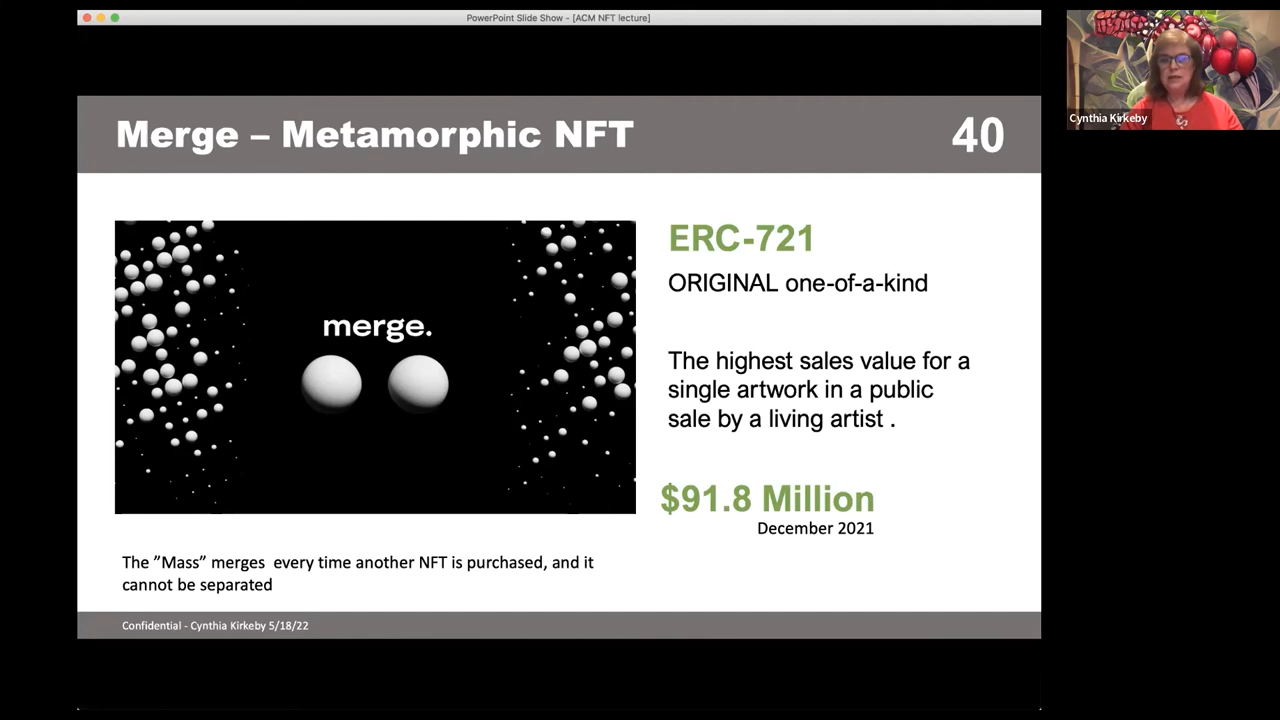 PowerPoint Slide Show - [ACM NFT lecture]
Merge – Metamorphic NFT
40
merge.
ERC-721
ORIGINAL one-of-a-kind
The highest sales value for a
single artwork in a public
sale by a living artist .
$91.8 Million
December 2021
The ”Mass” merges  every time another NFT is purchased, and it
cannot be separated
Confidential - Cynthia Kirkeby 5/18/22
Cynthia Kirkeby